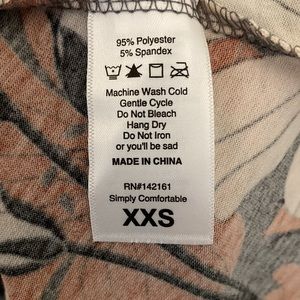 95% Polyester
5% Spandex
Machine Wash Cold
Gentle Cycle
Do Not Bleach
Hang Dry
Do Not Iron
or you'll be sad
MADE IN CHINA
RN#142161
Simply Comfortable
XXS